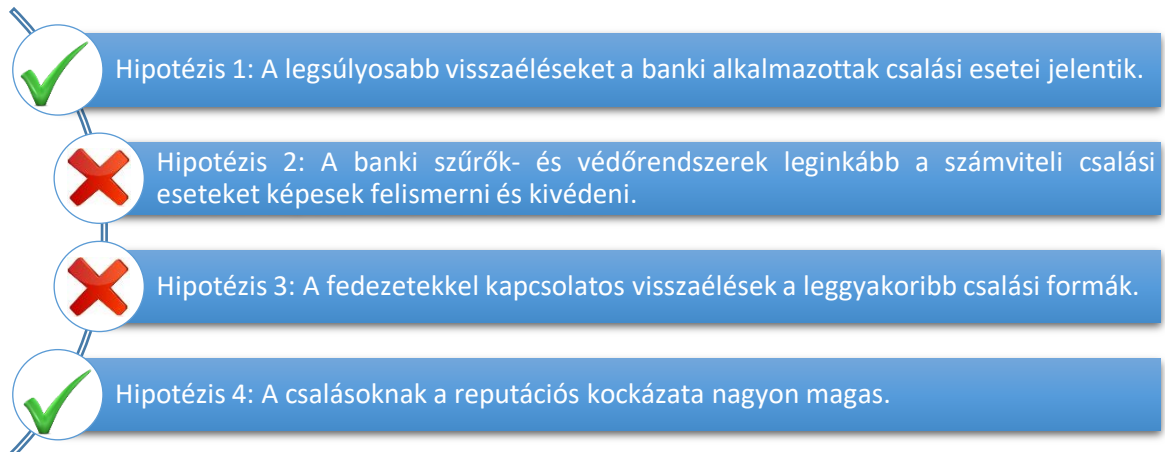 Hipotézis 1: A legsúlyosabb visszaéléseket a banki alkalmazottak csalási esetei jelentik.
Hipotézis 2: A banki szűrők- és védőrendszerek leginkább a számviteli csalási
eseteket képesek felismerni és kivédeni.
Hipotézis 3: A fedezetekkel kapcsolatos visszaélések a leggyakoribb csalási formák.
Hipotézis 4: A csalásoknak a reputációs kockázata nagyon magas.